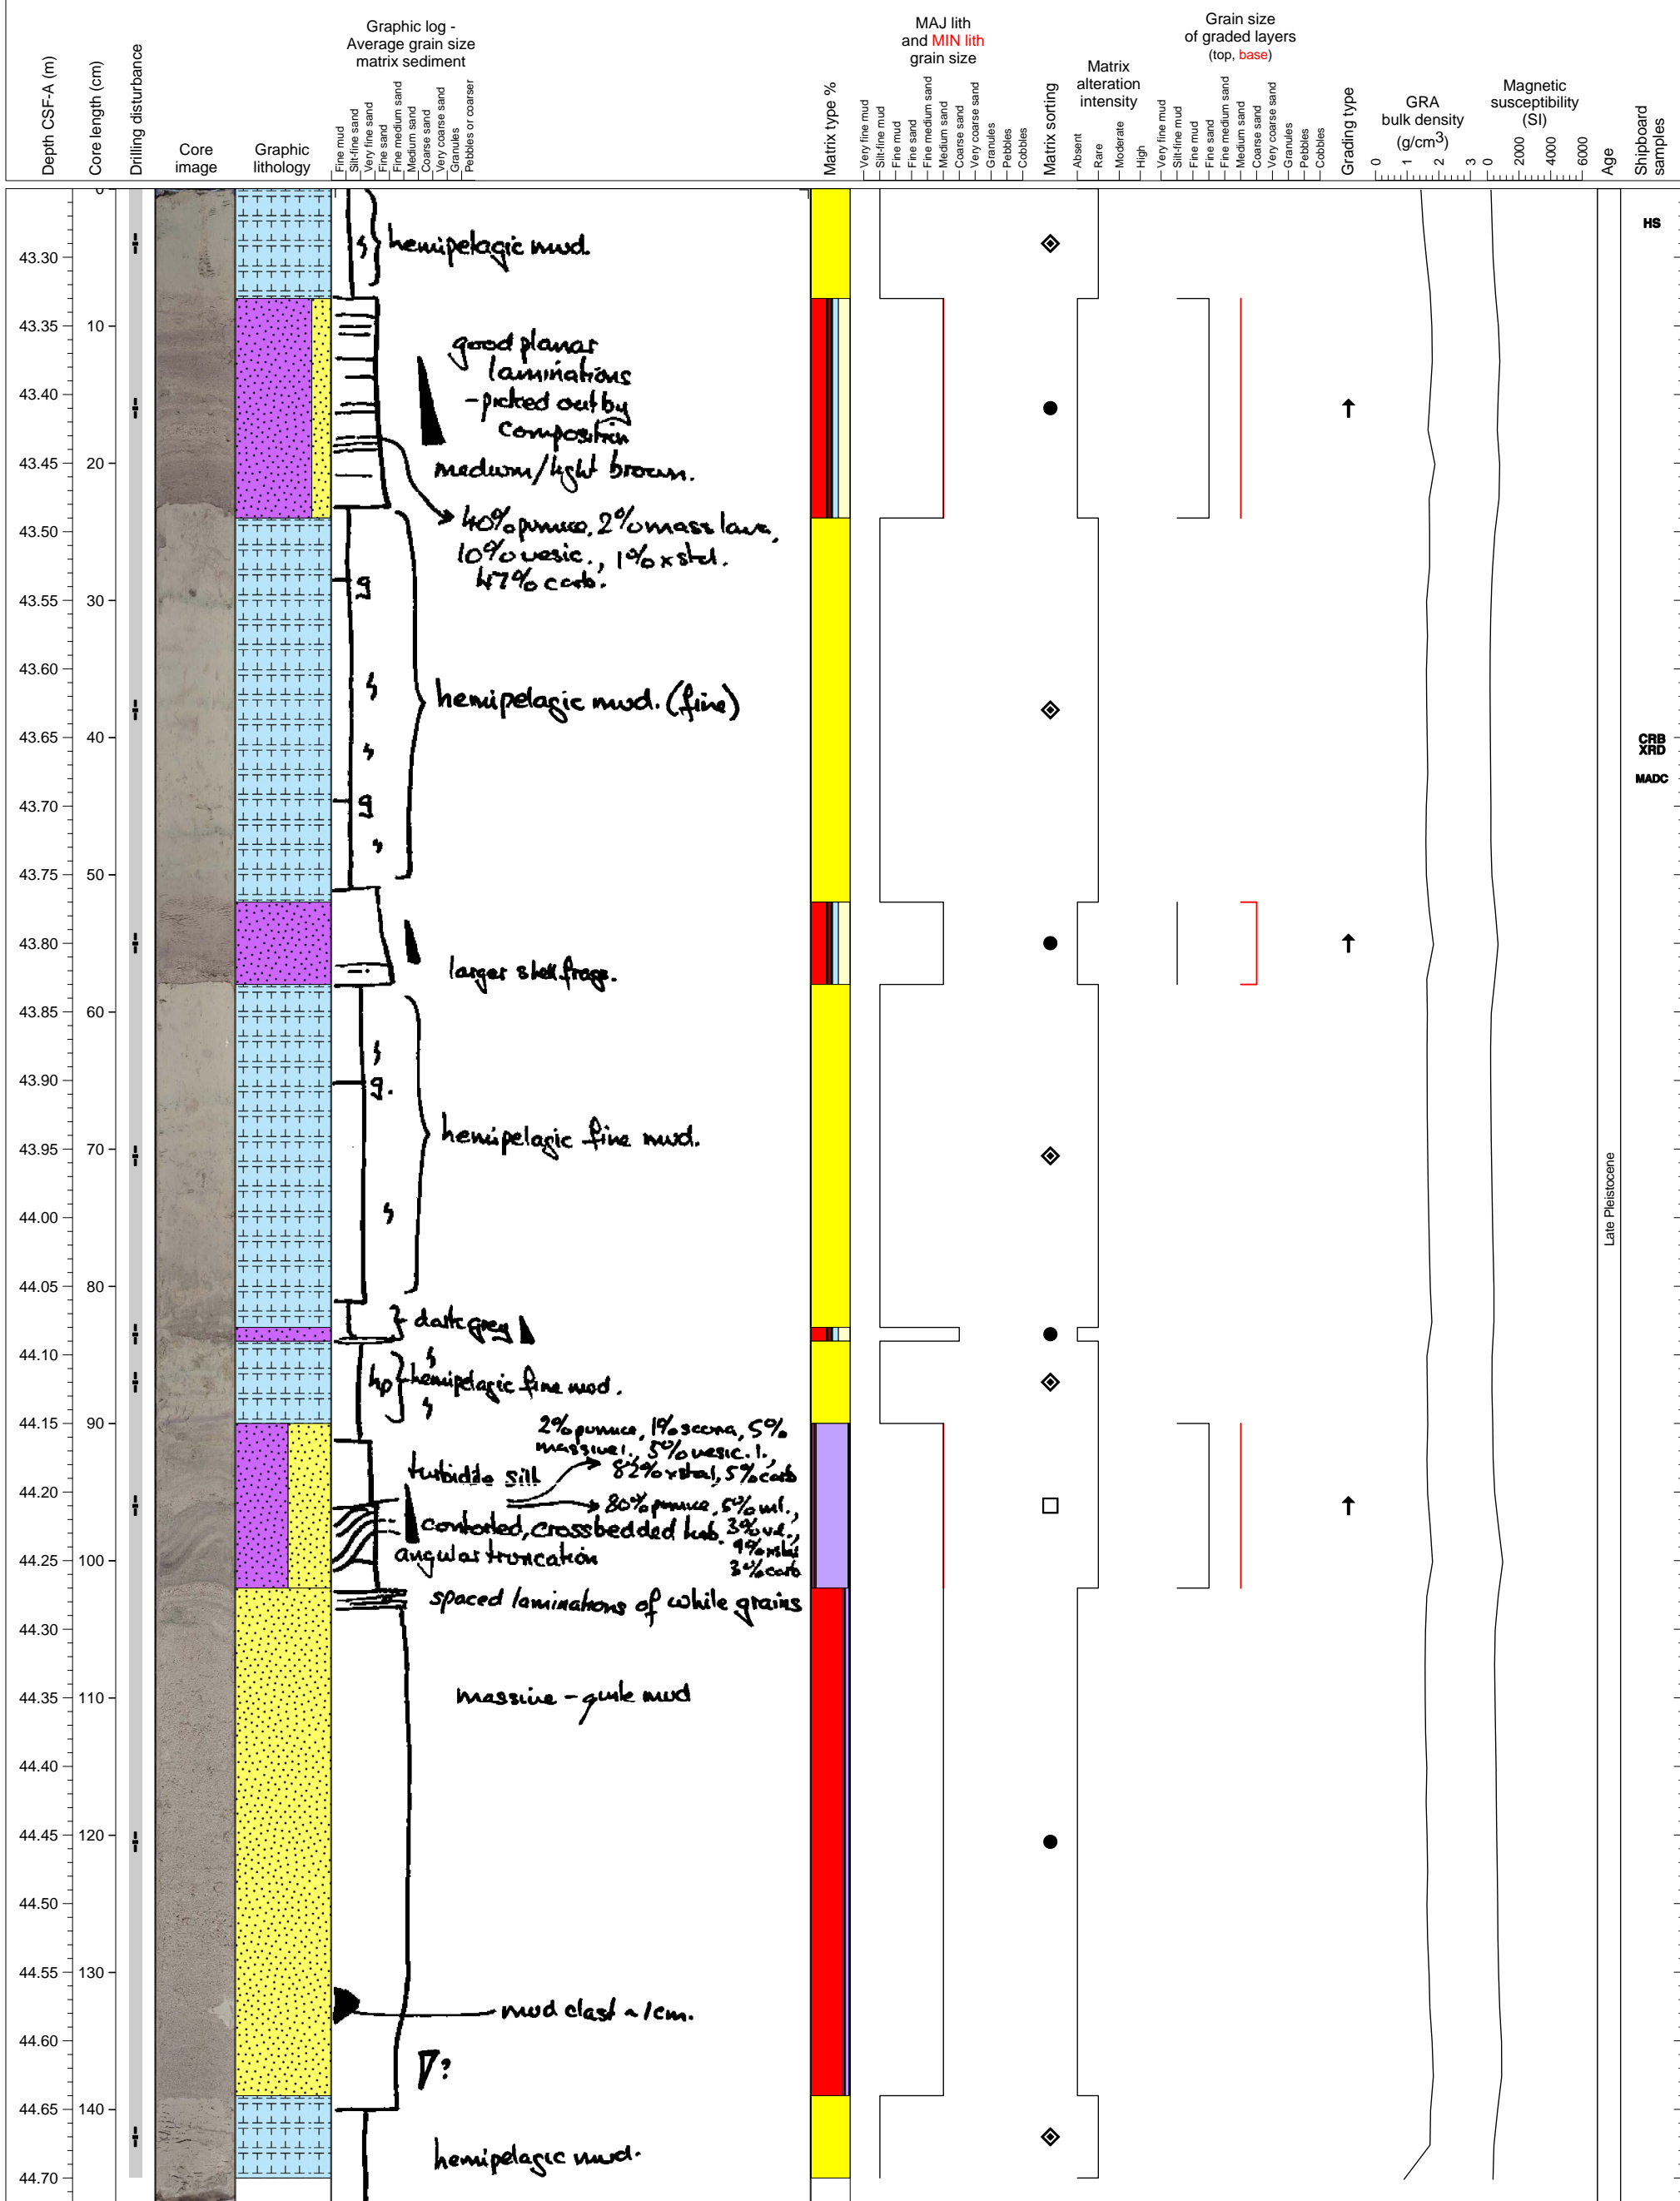 Depth CSF-A (m)
Core length (cm)
Drilling disturbance
Core
image
Graphic
lithology
Graphic log -
Average grain size
matrix sediment
Fine mud
Silt-fine sand
Very fine sand
Fine sand
Fine medium sand
Medium sand
Coarse sand
Very coarse sand
Granules
Pebbles or coarser
Matrix type %
MAJ lith
and MIN lith
grain size
Very fine mud
Silt-fine mud
Fine mud
Fine sand
Fine medium sand
Medium sand
Coarse sand
Very coarse sand
Granules
Pebbles
Cobbles
Matrix sorting
Matrix
alteration
intensity
Absent
Rare
Moderate
High
Grain size
of graded layers
(top, base)
Very fine mud
Silt-fine mud
Fine mud
Fine sand
Fine medium sand
Medium sand
Coarse sand
Very coarse sand
Granules
Pebbles
Cobbles
Grading type
GRA
bulk density
(g/cm3)
0 1 2 3
Magnetic
susceptibility
(SI)
0 2000 4000 6000
Age
Shipboard
samples
0
HS
43.30
hemipelagic mud.
43.35 10
good planar
laminations
43.40
-picked out by
composition
43.45 20
medium/light brown.
43.50
40% pumice, 2% mass lava,
10% vesic., 1% xstal.
47% carb.
43.55 30
g
43.60
hemipelagic mud. (fine)
43.65 40
CRB
XRD
MADC
43.70
g
43.75 50
43.80
larger shell frags.
43.85 60
43.90
g.
43.95 70
hemipelagic fine mud.
Late Pleistocene
44.00
44.05 80
dark grey
44.10
hp hemipelagic fine mud.
44.15 90
2% pumice, 1% scoria, 5%
massive l., 5% vesic. l.,
82% xstal, 5% carb
turbidite silt
44.20
80% pumice, 5% ml.,
contorted, crossbedded turb. 3% vl.,
9% xstal
angular truncation
3% carb
44.25 100
spaced laminations of white grains
44.30
44.35 110
massive - quite mud
44.40
44.45 120
44.50
44.55 130
mud clast ~1cm.
44.60
?
44.65 140
hemipelagic mud.
44.70